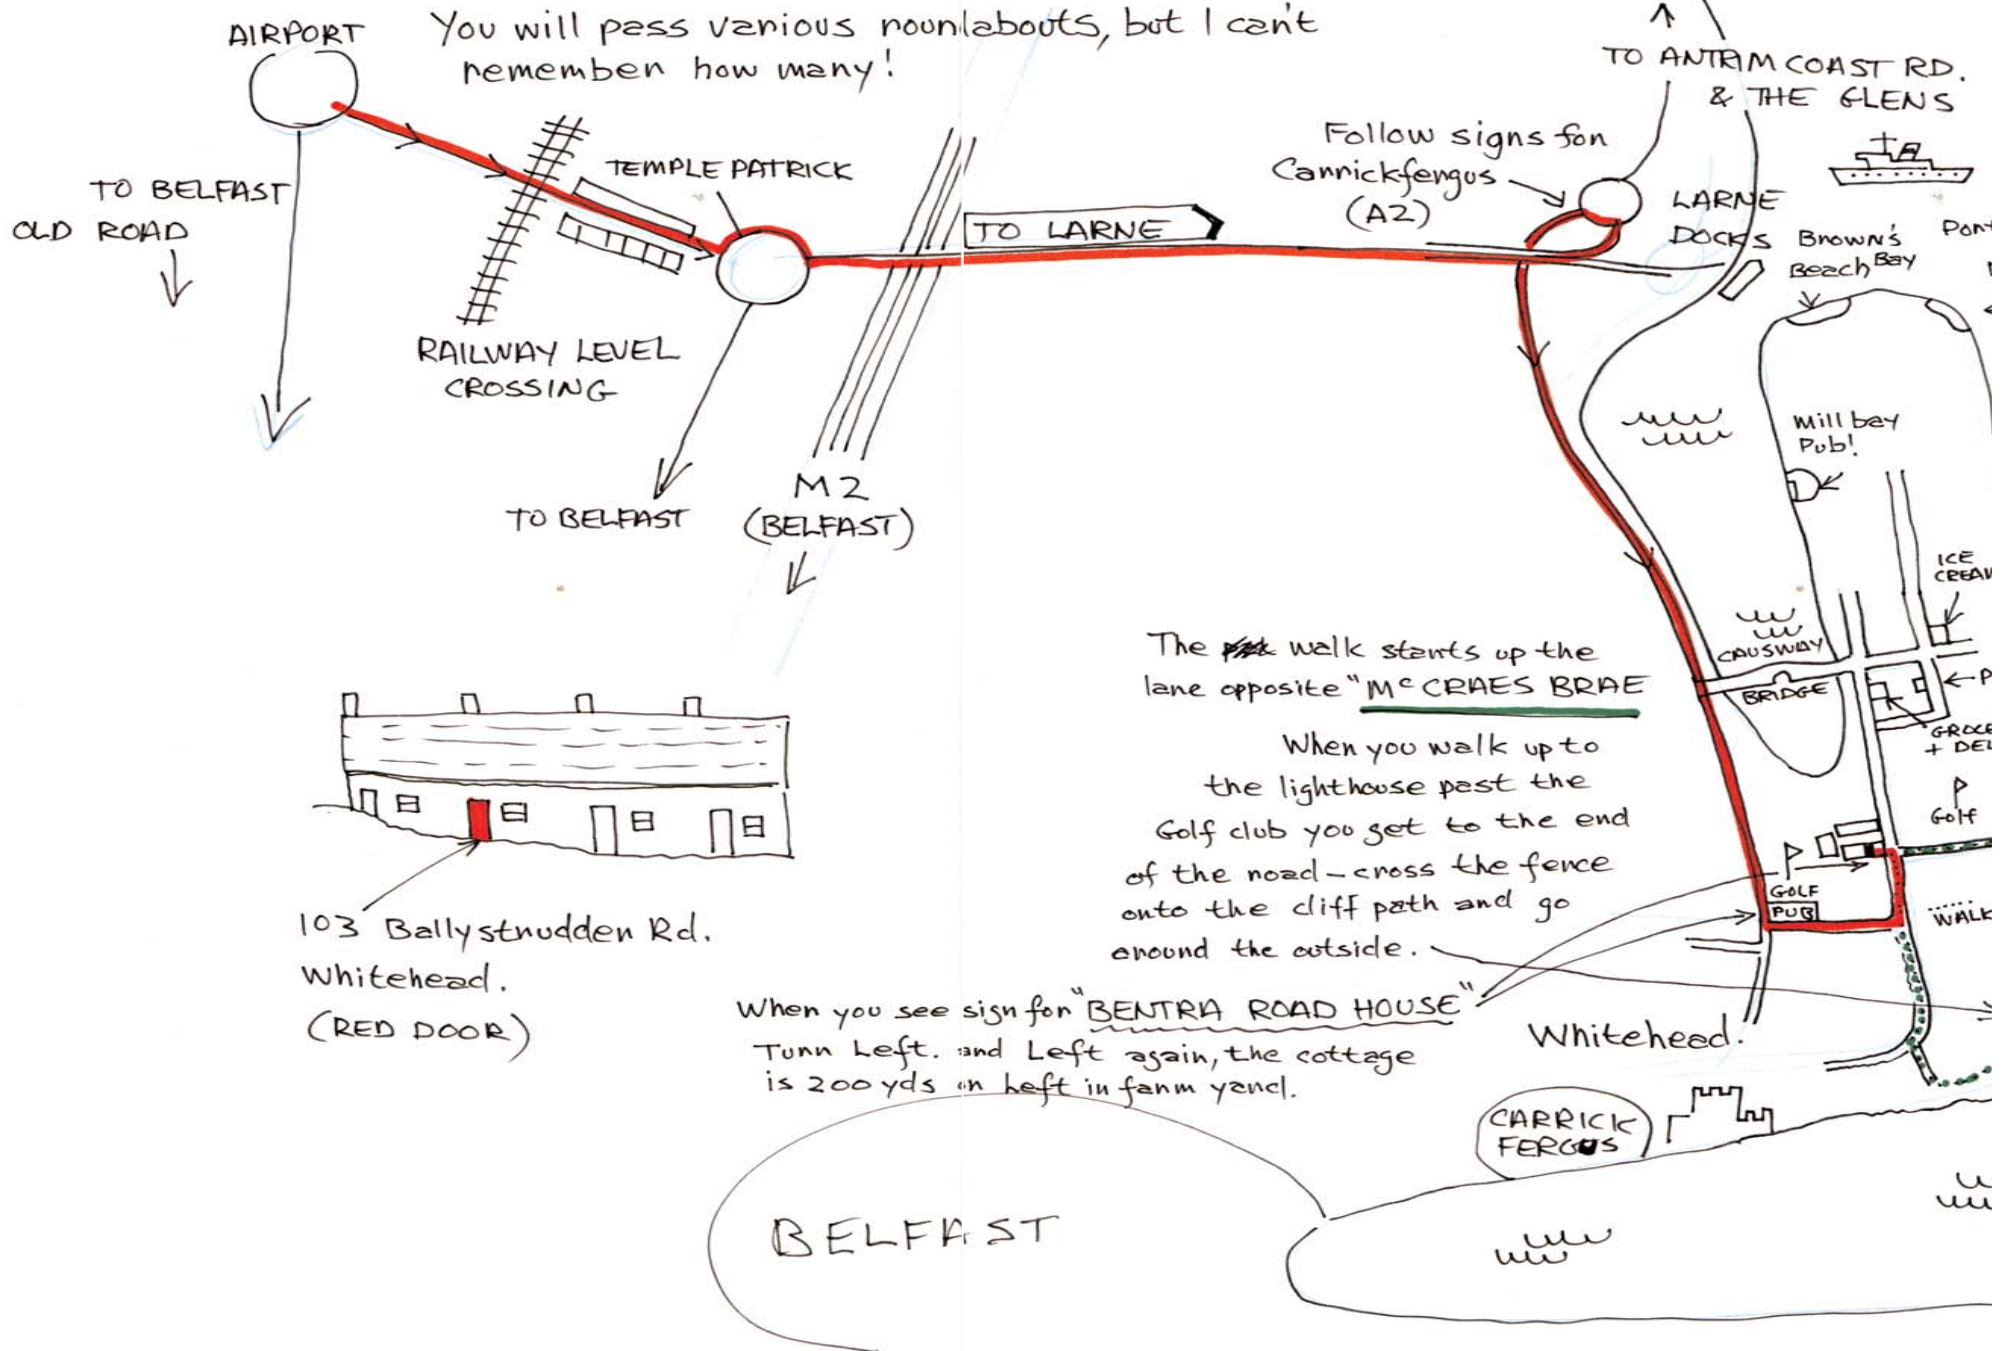 AIRPORT
You will pass various rounlabouts, but I can't
remember how many!
TO ANTRIM COAST RD.
& THE GLENS
Follow signs for
Carrickfergus
(A2)
TO BELFAST
OLD ROAD
TEMPLE PATRICK
TO LARNE
LARNE
DOCKS
Brown's
Beach Bay
RAILWAY LEVEL
CROSSING
Mill bay
Pub!
M2
(BELFAST)
TO BELFAST
ICE
CREAM
The walk starts up the
lane opposite "McCRAES BRAE
CAUSWAY
BRIDGE
When you walk up to
the lighthouse past the
Golf club you get to the end
of the road - cross the fence
onto the cliff path and go
around the outside.
Golf
GOLF
PUB
WALK
103 Ballystrudden Rd.
Whitehead.
(RED DOOR)
When you see sign for "BENTRA ROAD HOUSE"
Turn Left. and Left again, the cottage
is 200 yds on Left in farm yard.
Whitehead.
CARRICK
FERGUS
BELFAST